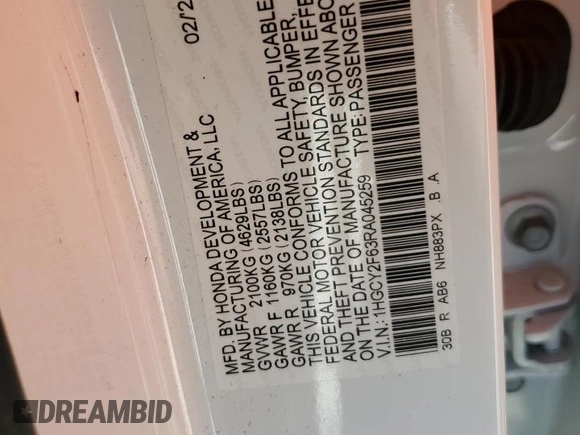 MFD. BY HONDA DEVELOPMENT &
MANUFACTURING OF AMERICA, LLC 02/2
GVWR 2100KG (4629LBS)
GAWR F 1160KG (2557LBS)
GAWR R 970KG (2138LBS)
THIS VEHICLE CONFORMS TO ALL APPLICABLE
FEDERAL MOTOR VEHICLE SAFETY, BUMPER,
AND THEFT PREVENTION STANDARDS IN EFFE
ON THE DATE OF MANUFACTURE SHOWN ABO
V.I.N.: 1HGCY2F63RA045259 TYPE: PASSENGER
30B R AB6 NH883PX .B .A
DREAMBID